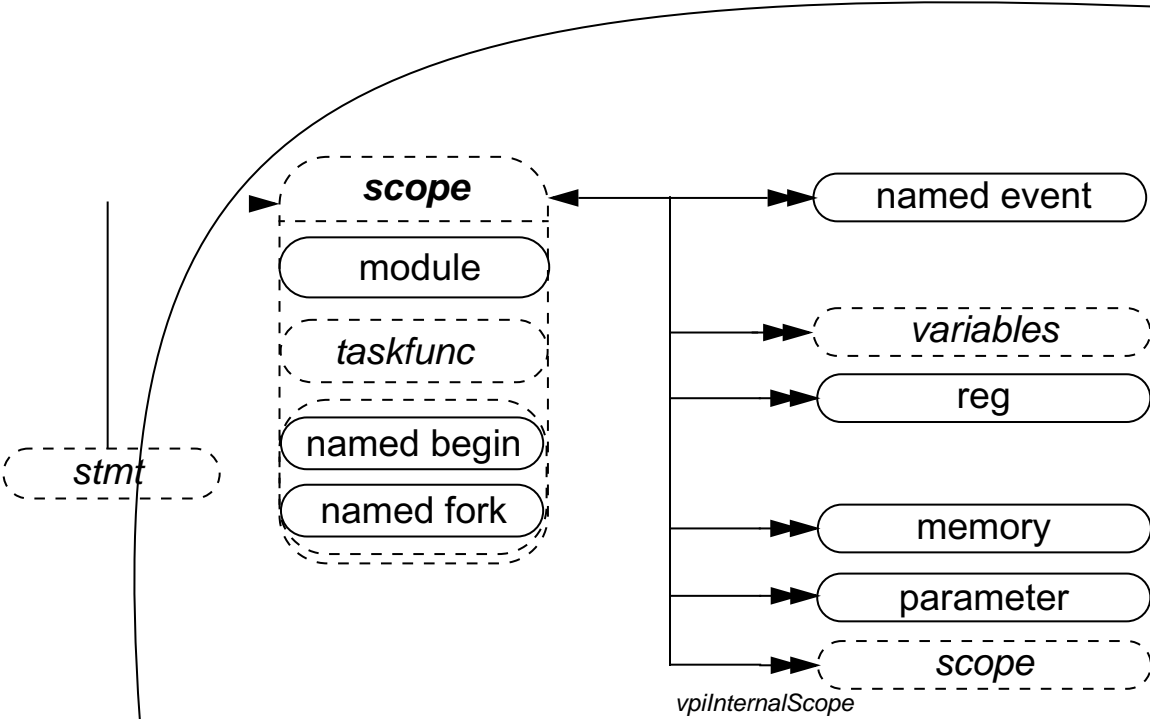 scope
named event
module
variables
taskfunc
reg
named begin
stmt
named fork
memory
parameter
scope
vpiInternalScope